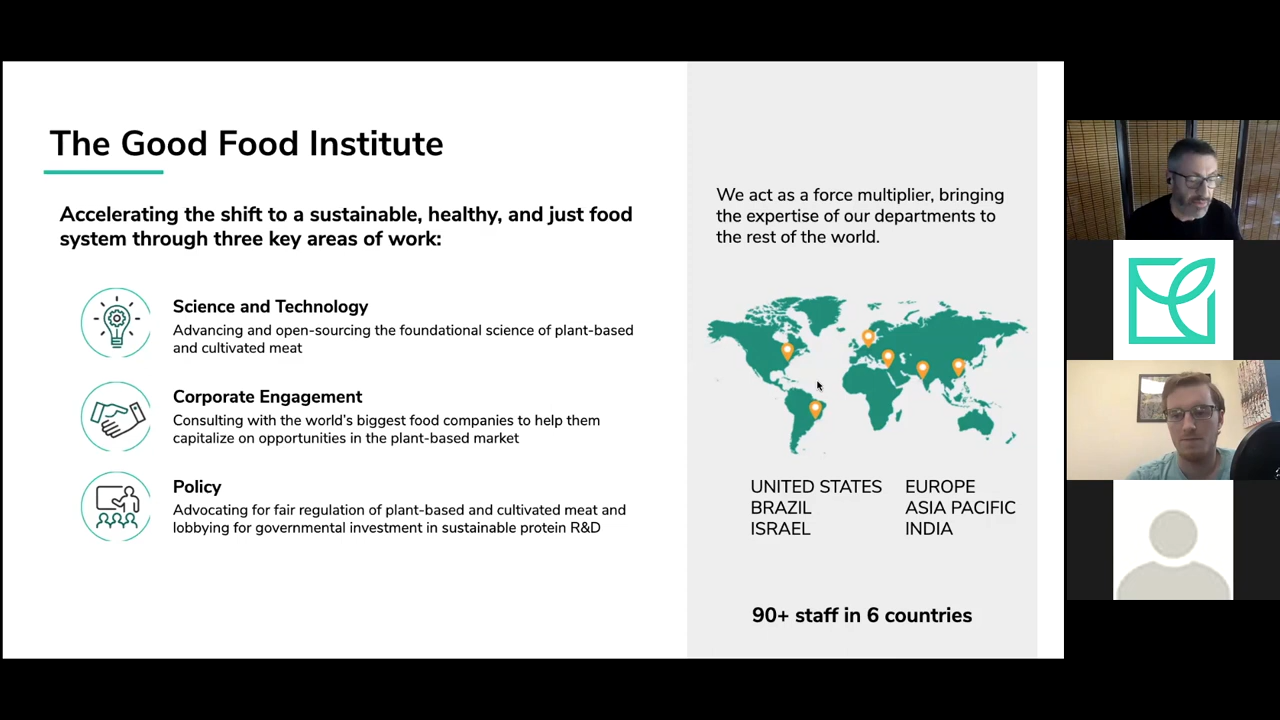 The Good Food Institute
Accelerating the shift to a sustainable, healthy, and just food
system through three key areas of work:
Science and Technology
Advancing and open-sourcing the foundational science of plant-based
and cultivated meat
Corporate Engagement
Consulting with the world's biggest food companies to help them
capitalize on opportunities in the plant-based market
Policy
Advocating for fair regulation of plant-based and cultivated meat and
lobbying for governmental investment in sustainable protein R&D
We act as a force multiplier, bringing
the expertise of our departments to
the rest of the world.
UNITED STATES
BRAZIL
ISRAEL
EUROPE
ASIA PACIFIC
INDIA
90+ staff in 6 countries